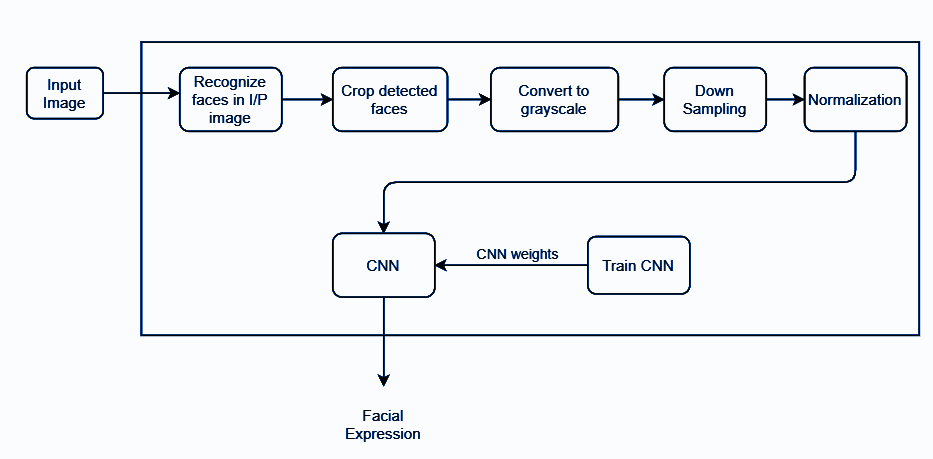 Input
Image
Recognize
faces in I/P
image
Crop detected
faces
Convert to
grayscale
Down
Sampling
Normalization
CNN
CNN weights
Train CNN
Facial
Expression